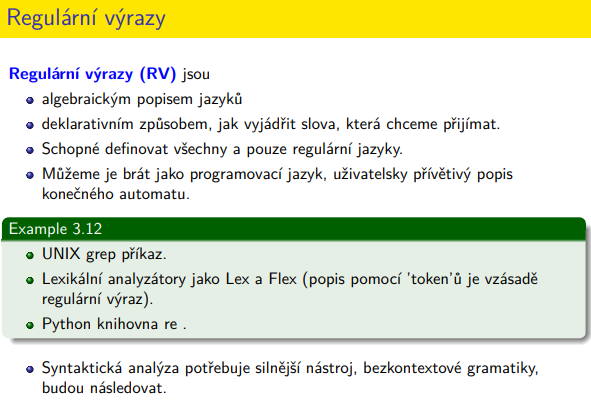 Regulární výrazy
Regulární výrazy (RV) jsou
algebraickým popisem jazyků
deklarativním způsobem, jak vyjádřit slova, která chceme přijímat.
Schopné definovat všechny a pouze regulární jazyky.
Můžeme je brát jako programovací jazyk, uživatelsky přívětivý popis
konečného automatu.
Example 3.12
UNIX grep příkaz.
Lexikální analyzátory jako Lex a Flex (popis pomocí 'token'ů je vzásadě
regulární výraz).
Python knihovna re .
Syntaktická analýza potřebuje silnější nástroj, bezkontextové gramatiky,
budou následovat.